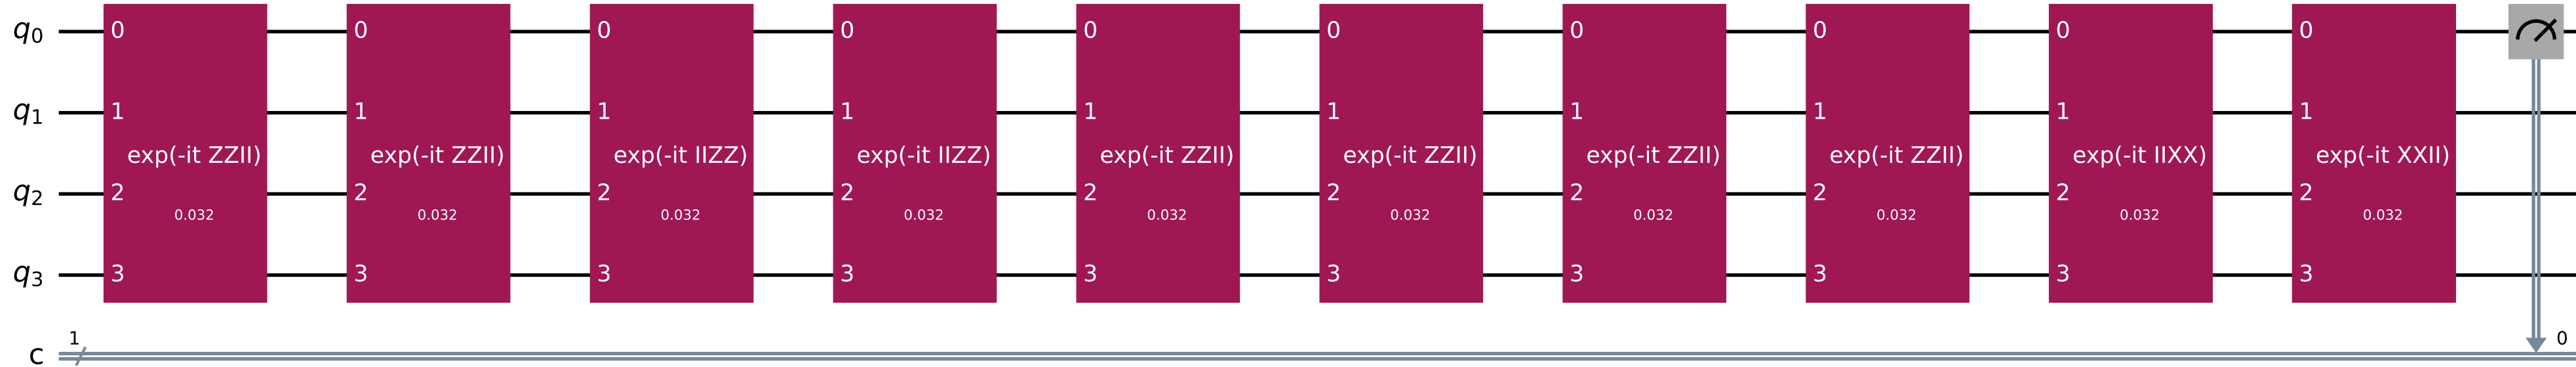 q0 0 0 0 0 0 0 0 0 0 0
q1 1 1 1 1 1 1 1 1 1 1
exp(-it ZZII) exp(-it ZZII) exp(-it IIZZ) exp(-it IIZZ) exp(-it ZZII) exp(-it ZZII) exp(-it ZZII) exp(-it ZZII) exp(-it IIXX) exp(-it XXII)
q2 2 2 2 2 2 2 2 2 2 2
0.032 0.032 0.032 0.032 0.032 0.032 0.032 0.032 0.032 0.032
q3 3 3 3 3 3 3 3 3 3 3
1 0
c